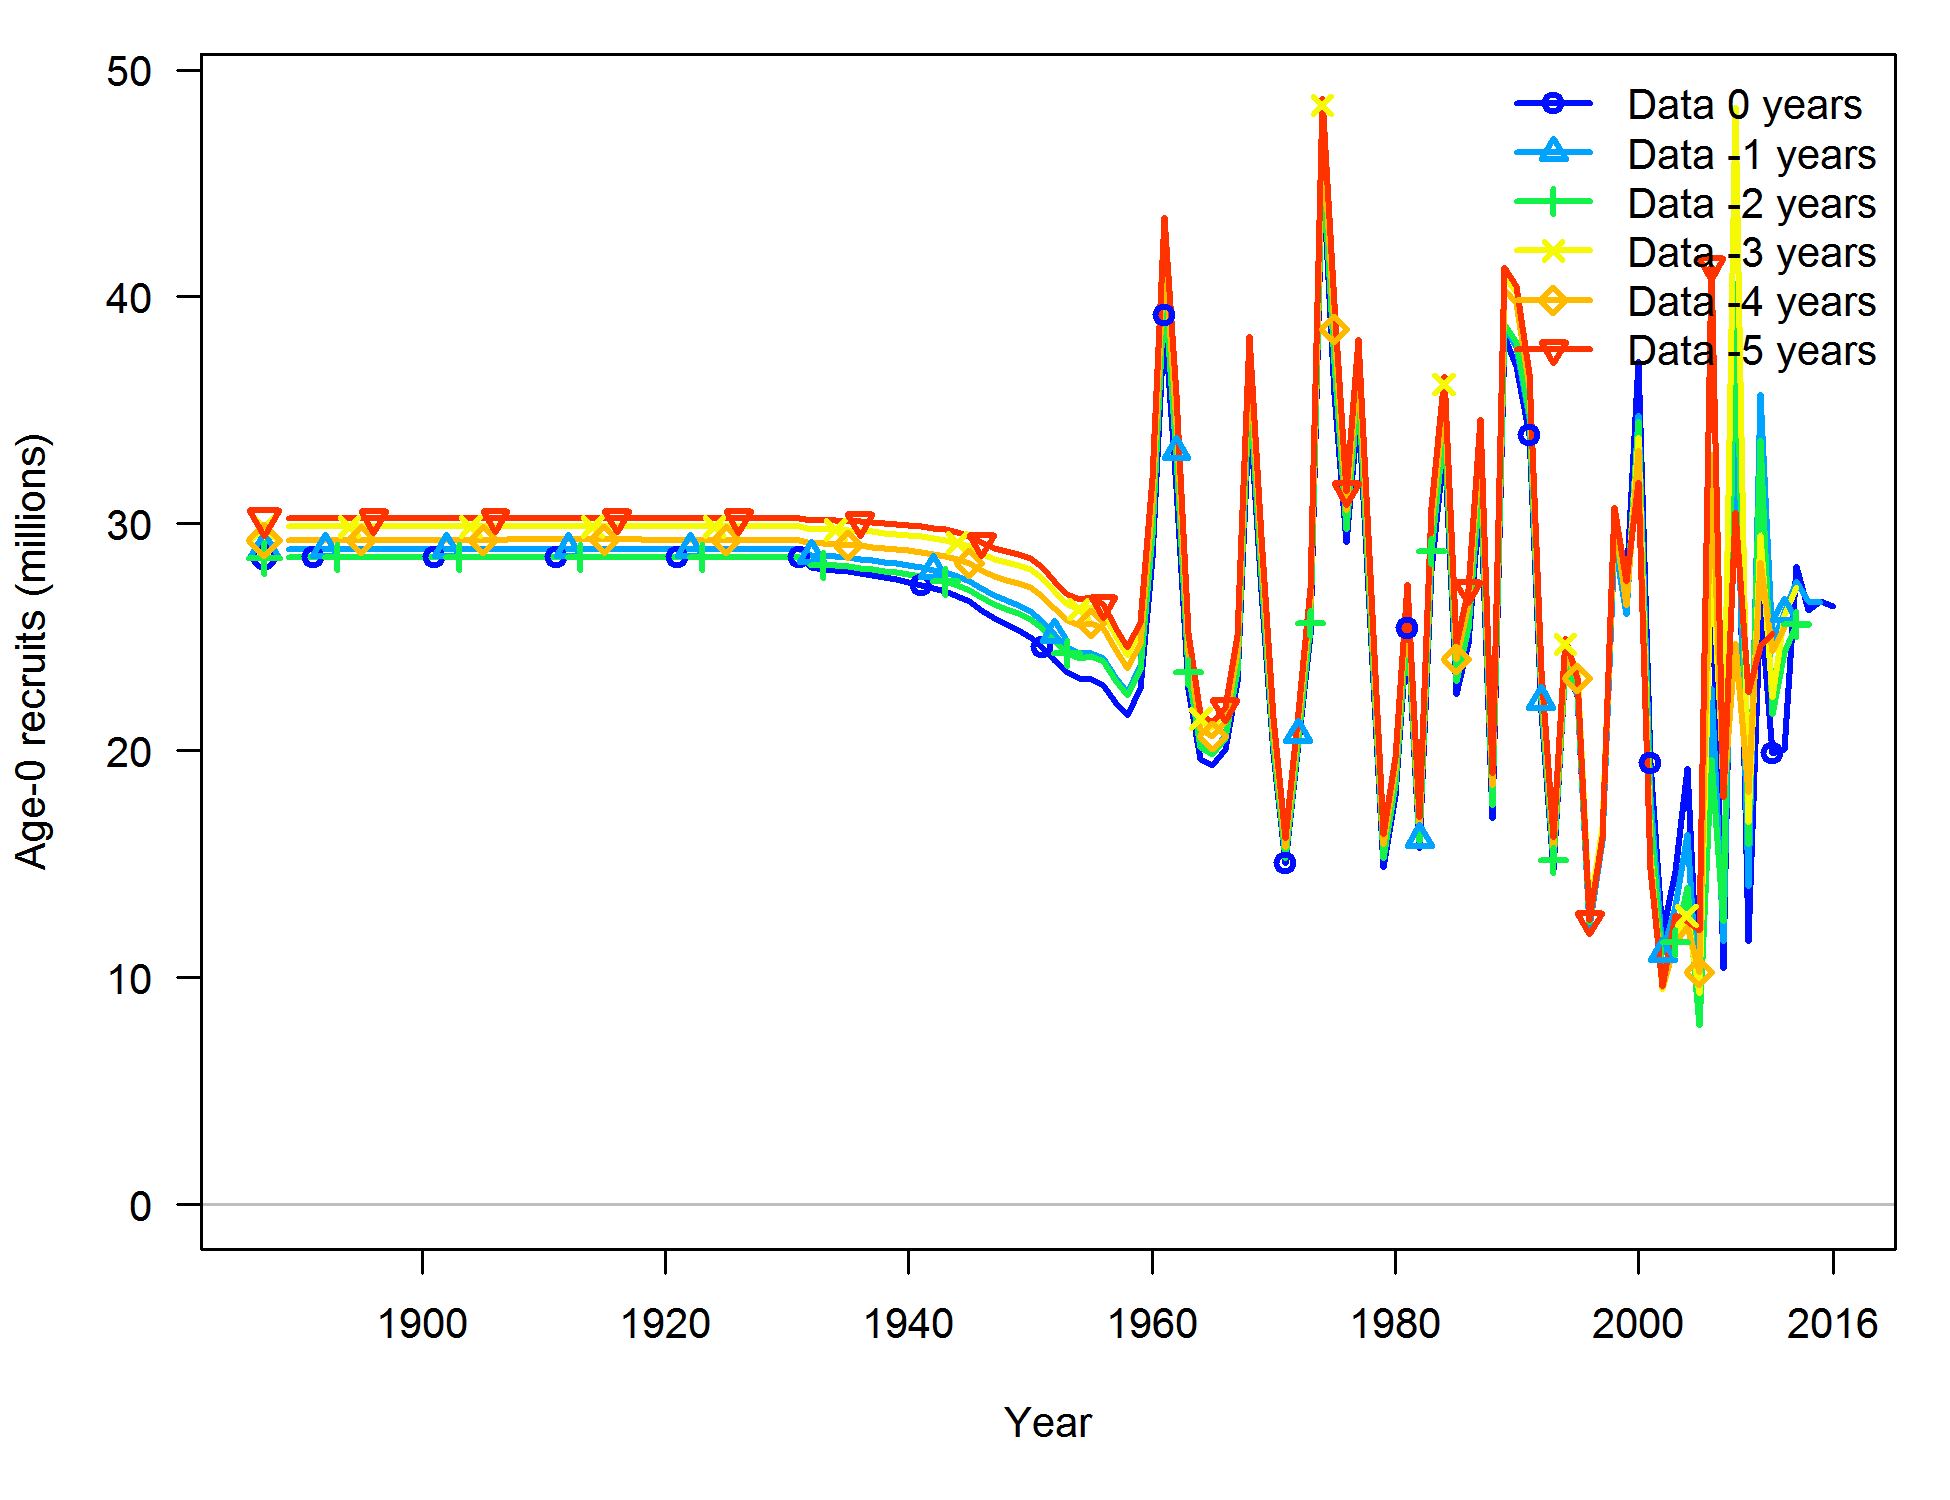 50
40
30
20
10
0
Age-0 recruits (millions)
Data 0 years
Data -1 years
Data -2 years
Data -3 years
Data -4 years
Data -5 years
1900 1920 1940 1960 1980 2000 2016
Year